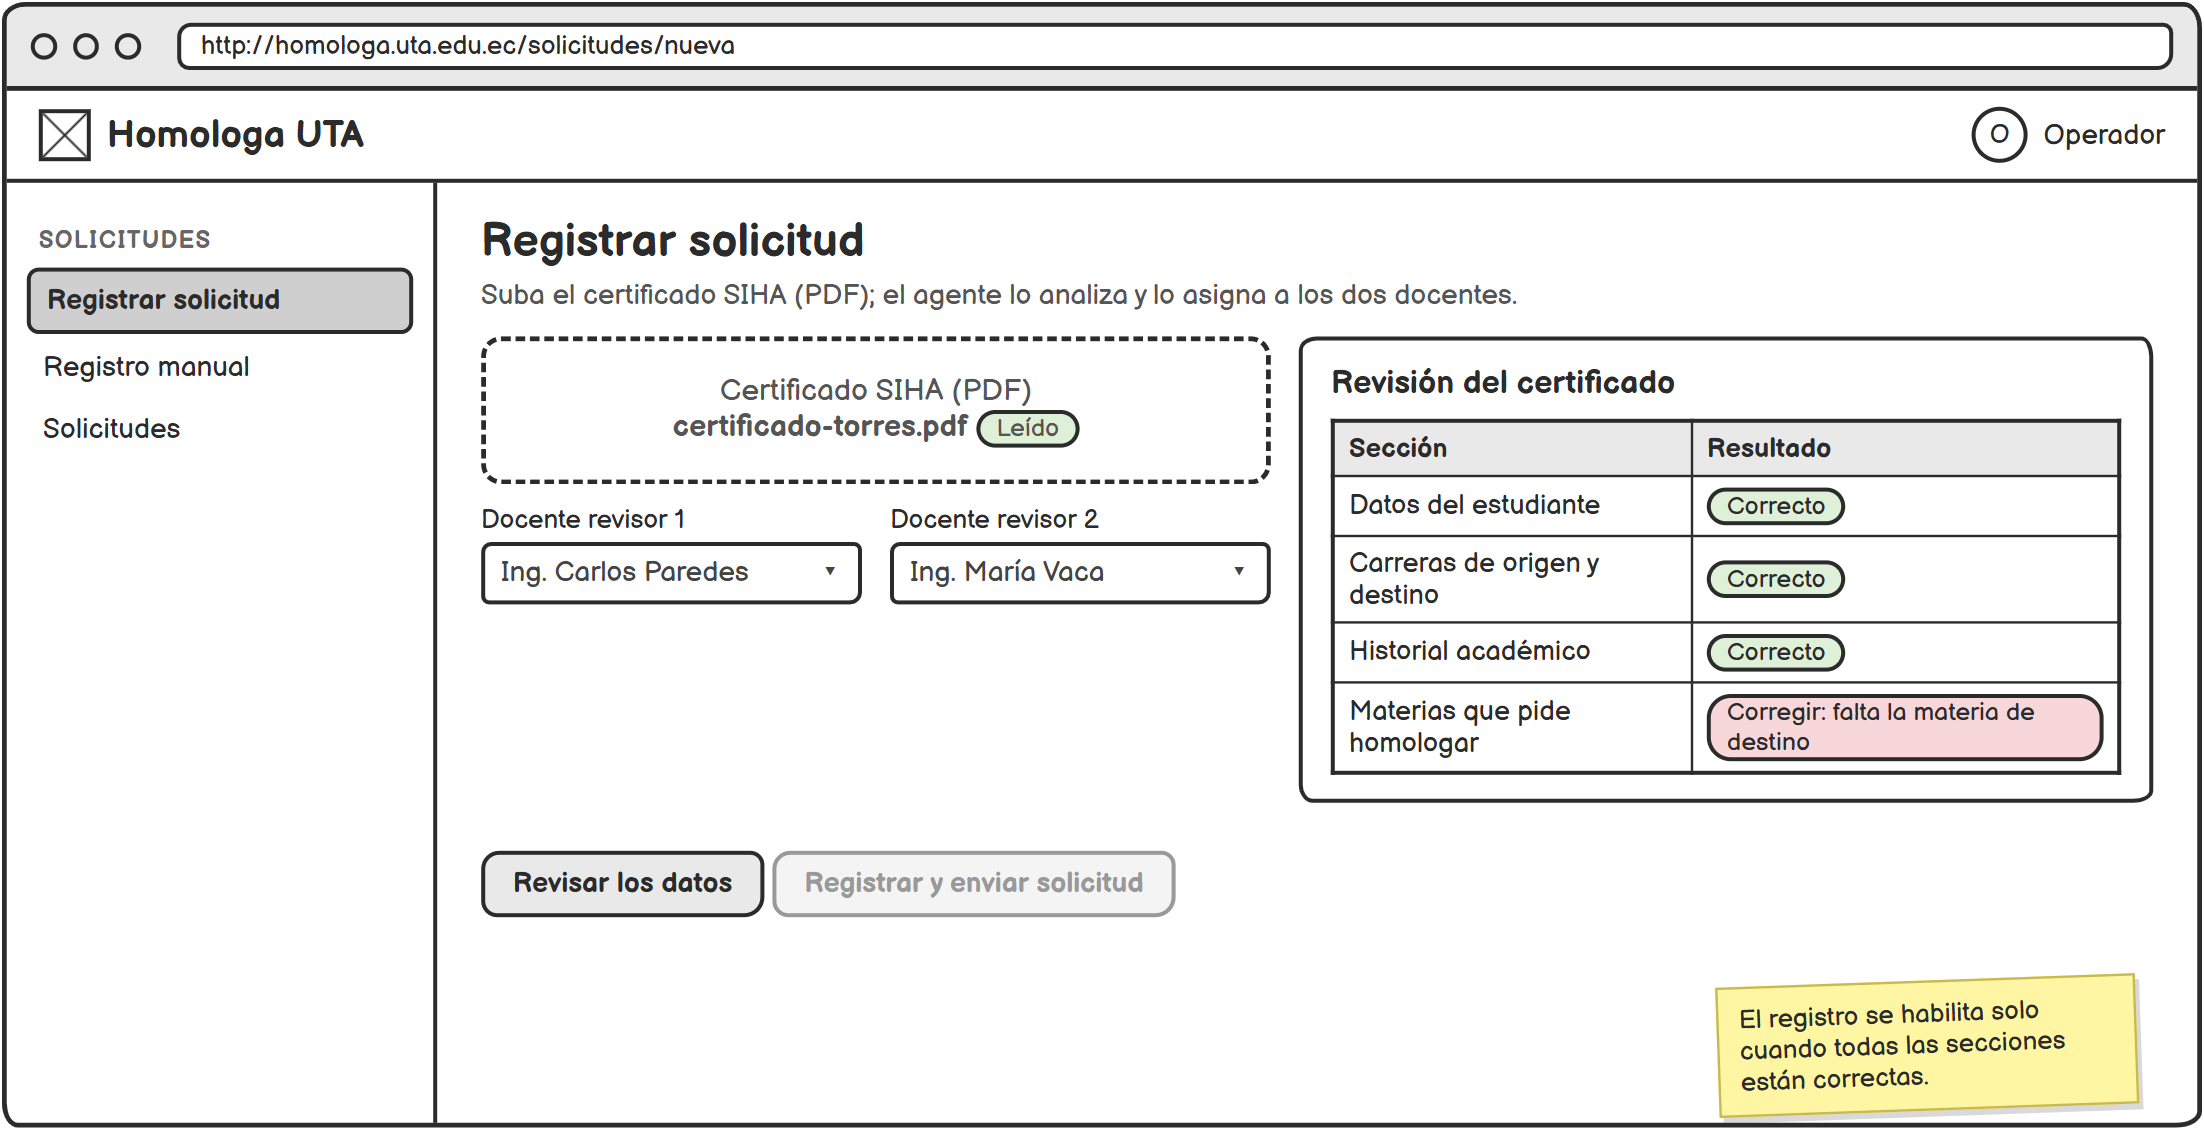 http://homologa.uta.edu.ec/solicitudes/nueva
Homologa UTA
O Operador
SOLICITUDES
Registrar solicitud
Registro manual
Solicitudes
Registrar solicitud
Suba el certificado SIHA (PDF); el agente lo analiza y lo asigna a los dos docentes.
Certificado SIHA (PDF)
certificado-torres.pdf Leído
Docente revisor 1
Ing. Carlos Paredes
Docente revisor 2
Ing. María Vaca
Revisión del certificado
Sección Resultado
Datos del estudiante Correcto
Carreras de origen y
destino
Correcto
Historial académico Correcto
Materias que pide
homologar
Corregir: falta la materia de
destino
Revisar los datos
Registrar y enviar solicitud
El registro se habilita solo
cuando todas las secciones
están correctas.